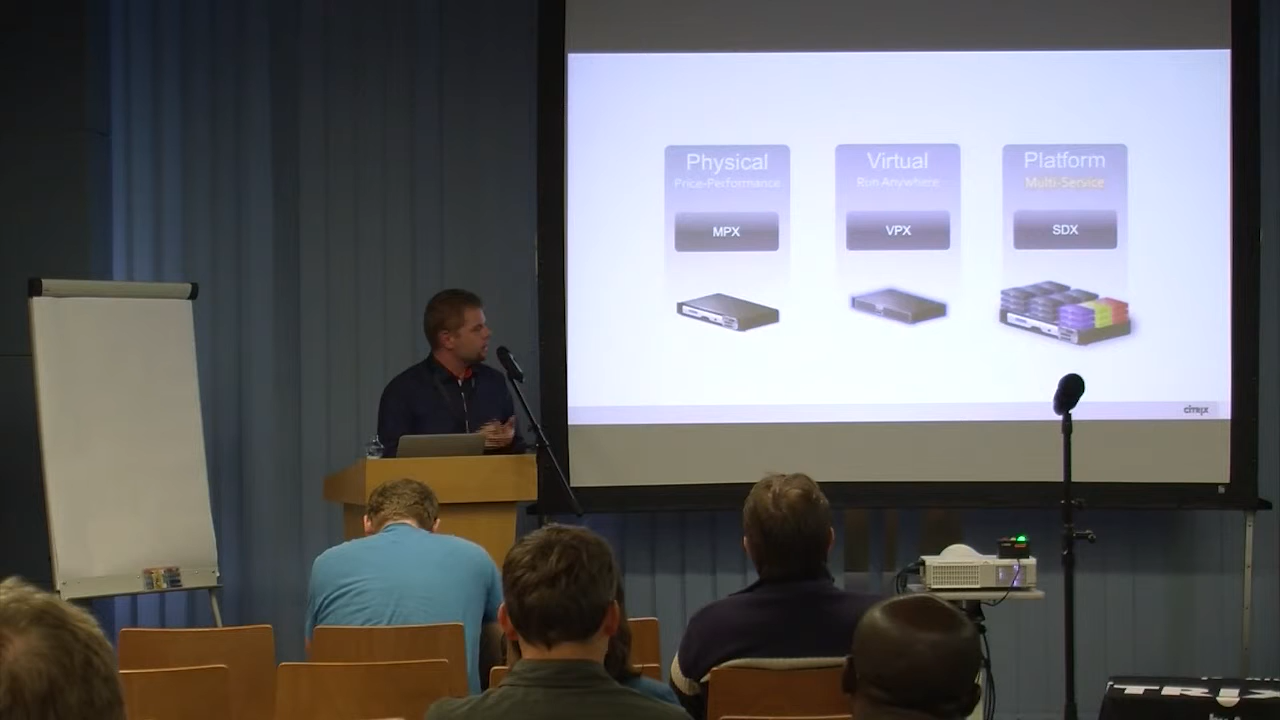 Physical
Price-Performance
MPX
Virtual
Run Anywhere
VPX
Platform
Multi-Service
SDX
CITRIX